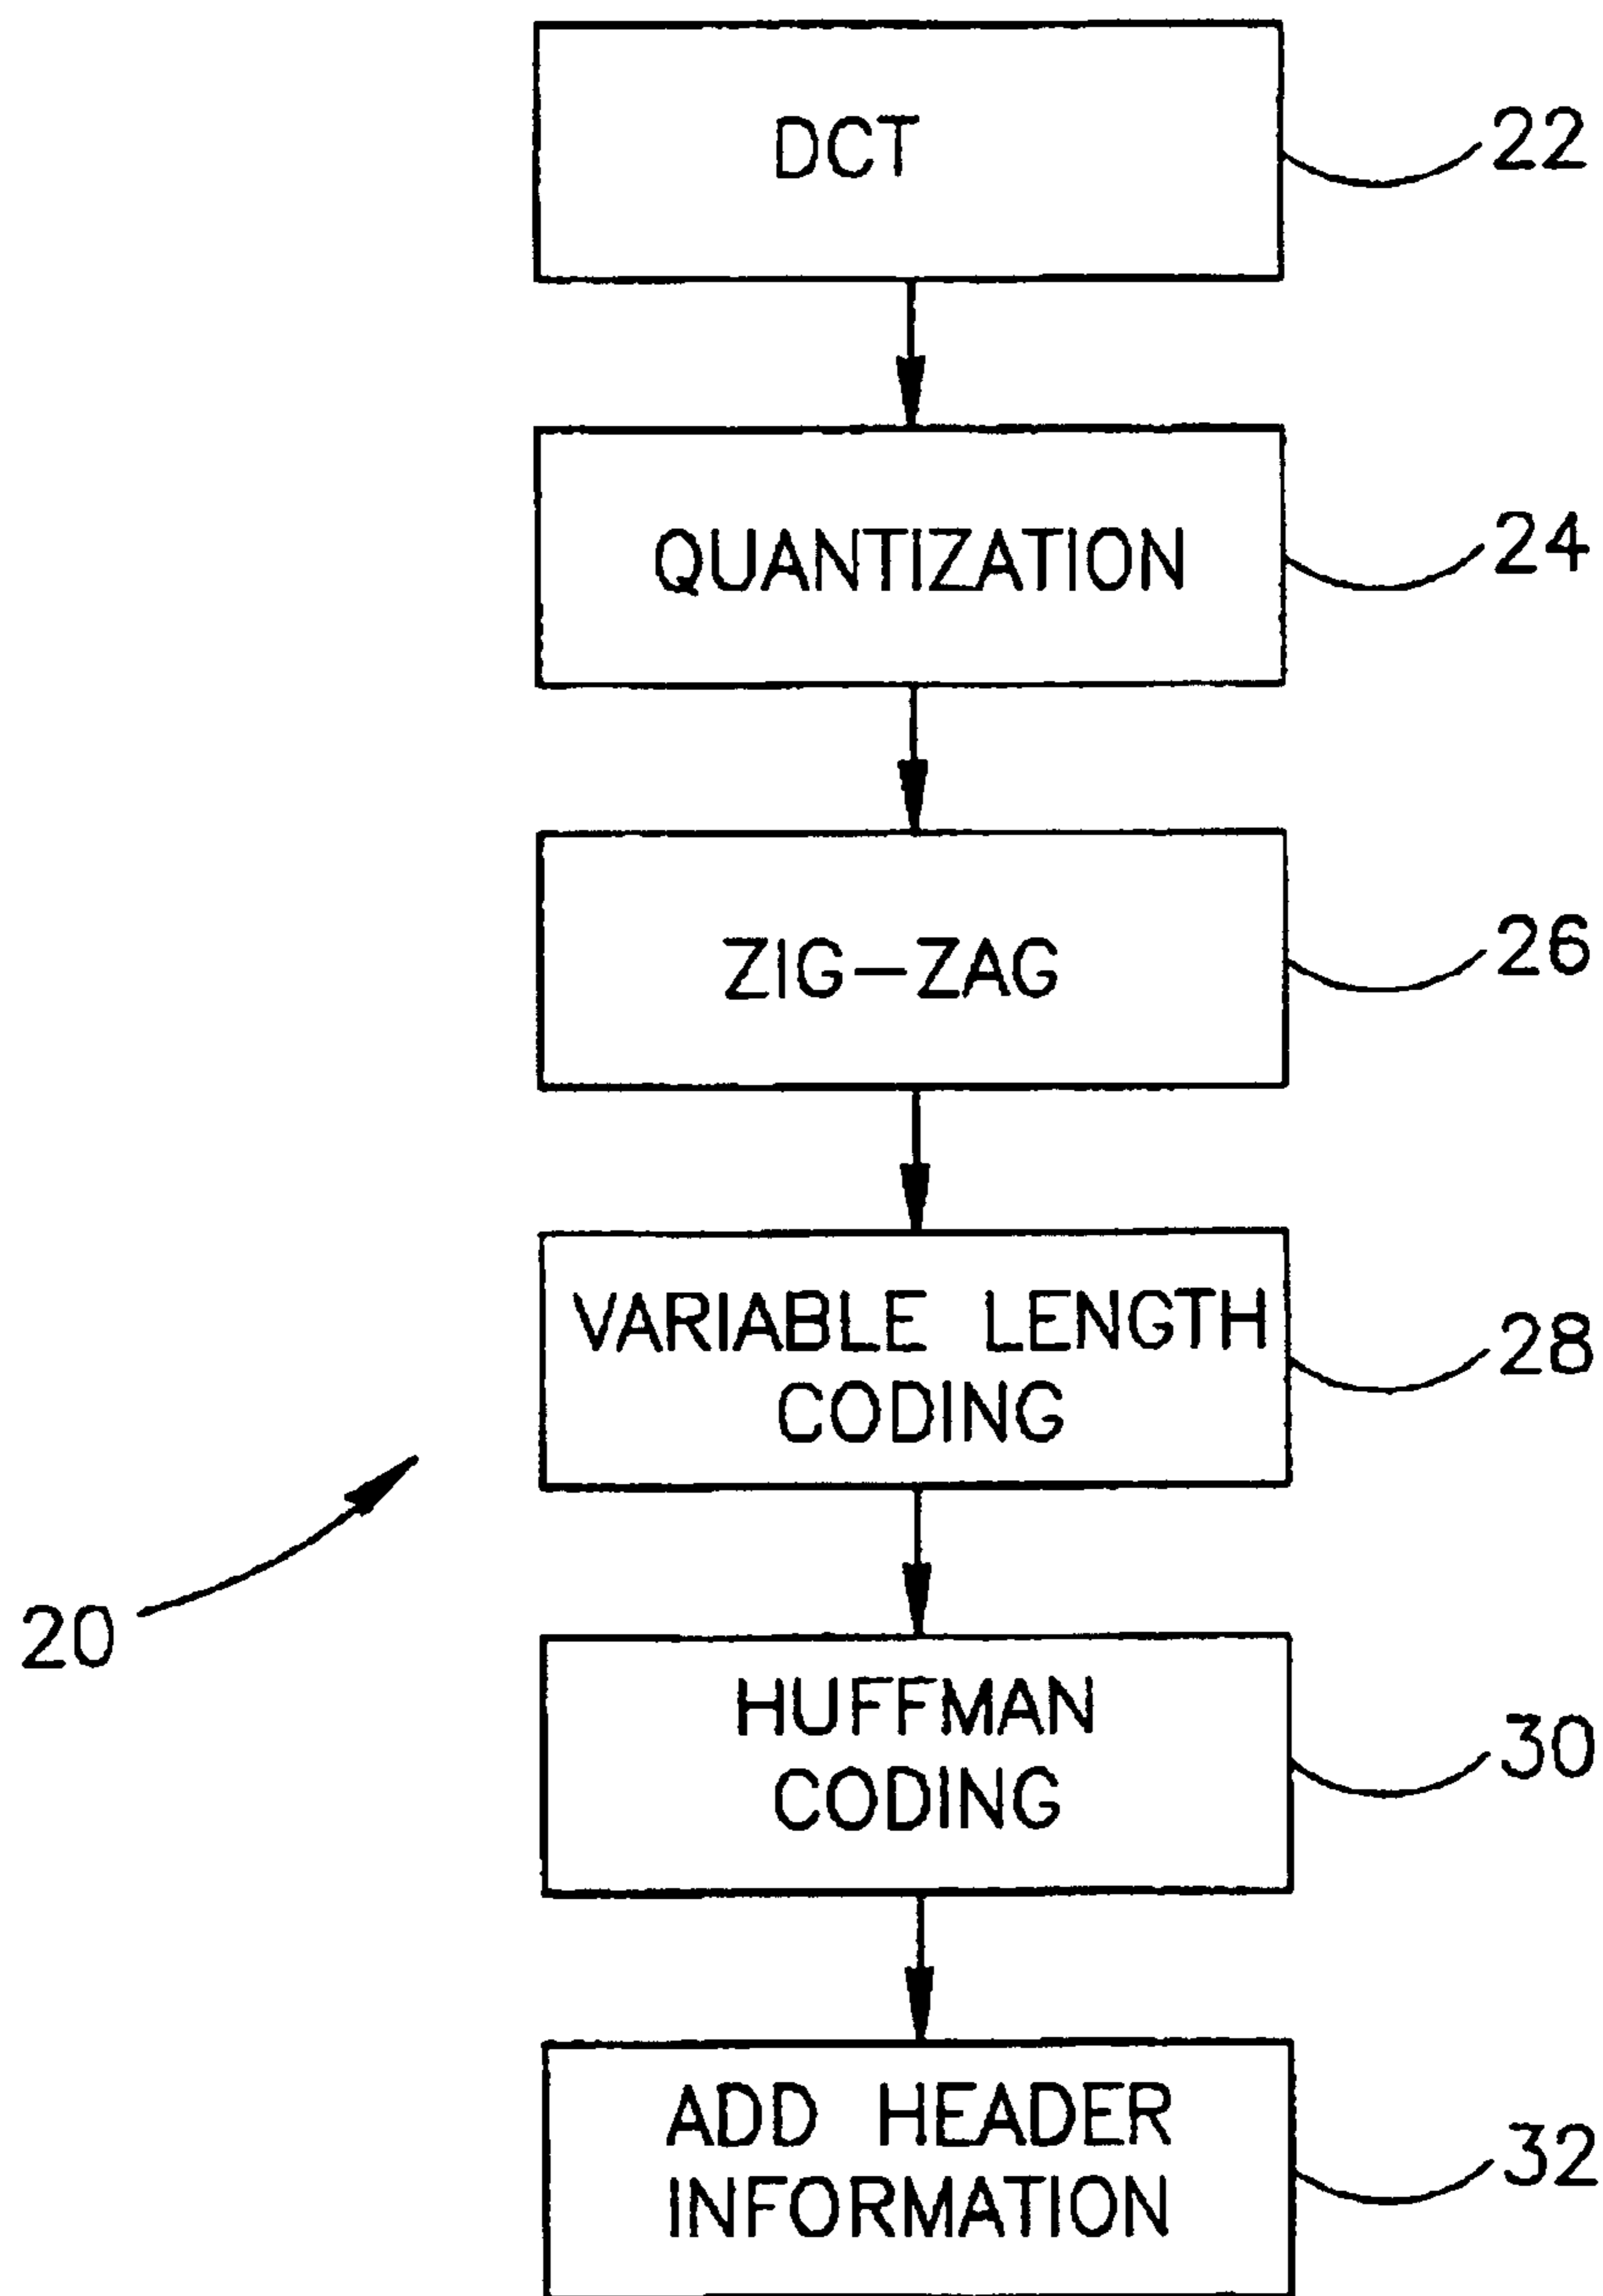 DCT
22
QUANTIZATION
24
ZIG-ZAG
26
VARIABLE LENGTH
CODING
28
20
HUFFMAN
CODING
30
ADD HEADER
INFORMATION
32